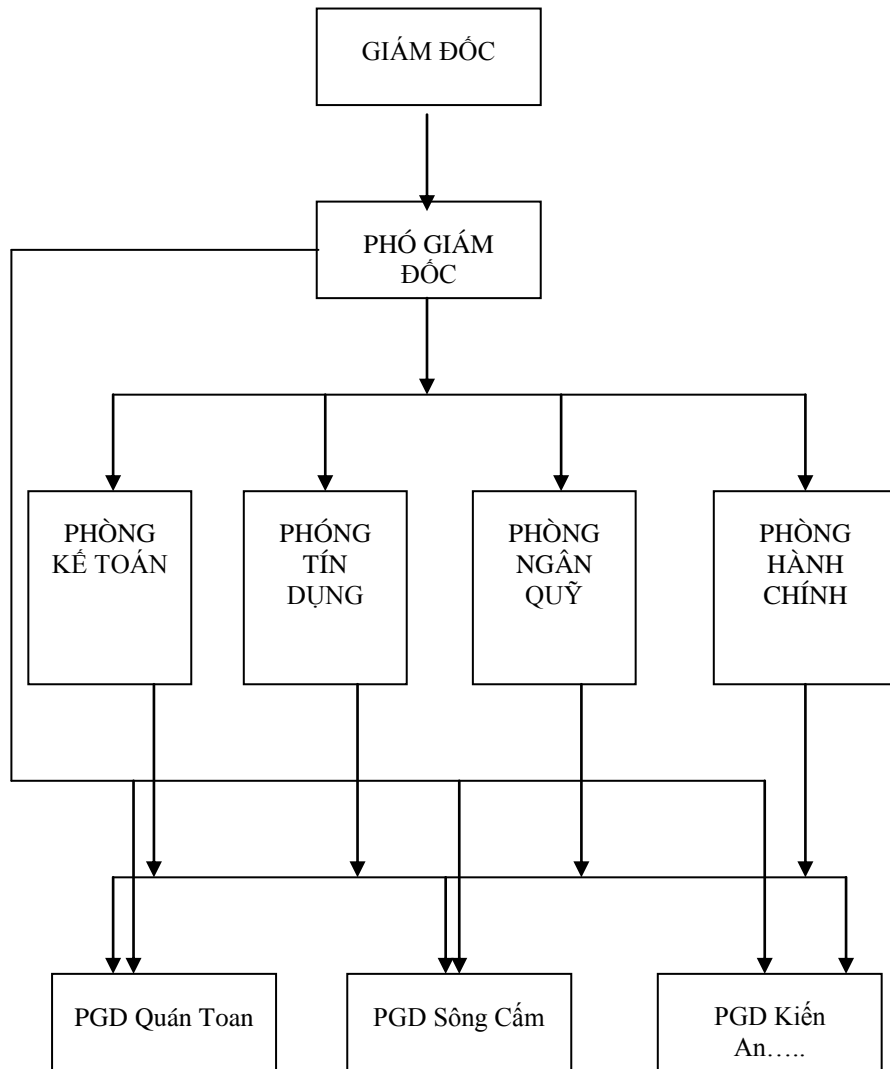 GIÁM ĐỐC
PHÓ GIÁM
ĐỐC
PHÒNG
KẾ TOÁN
PHÓNG
TÍN
DỤNG
PHÒNG
NGÂN
QUỸ
PHÒNG
HÀNH
CHÍNH
PGD Quán Toan
PGD Sông Cấm
PGD Kiến
An…..